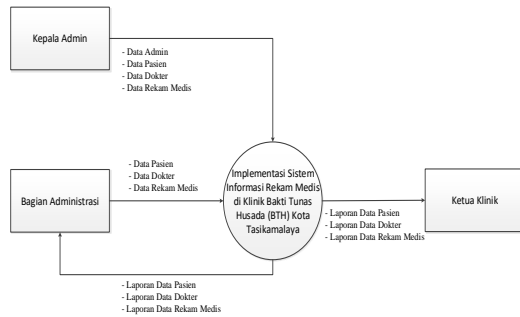 Kepala Admin
- Data Admin
- Data Pasien
- Data Dokter
- Data Rekam Medis
- Data Pasien
- Data Dokter
- Data Rekam Medis
Bagian Administrasi
Implementasi Sistem
Informasi Rekam Medis
di Klinik Bakti Tunas
Husada (BTH) Kota
Tasikamalaya
Ketua Klinik
- Laporan Data Pasien
- Laporan Data Dokter
- Laporan Data Rekam Medis
- Laporan Data Pasien
- Laporan Data Dokter
- Laporan Data Rekam Medis